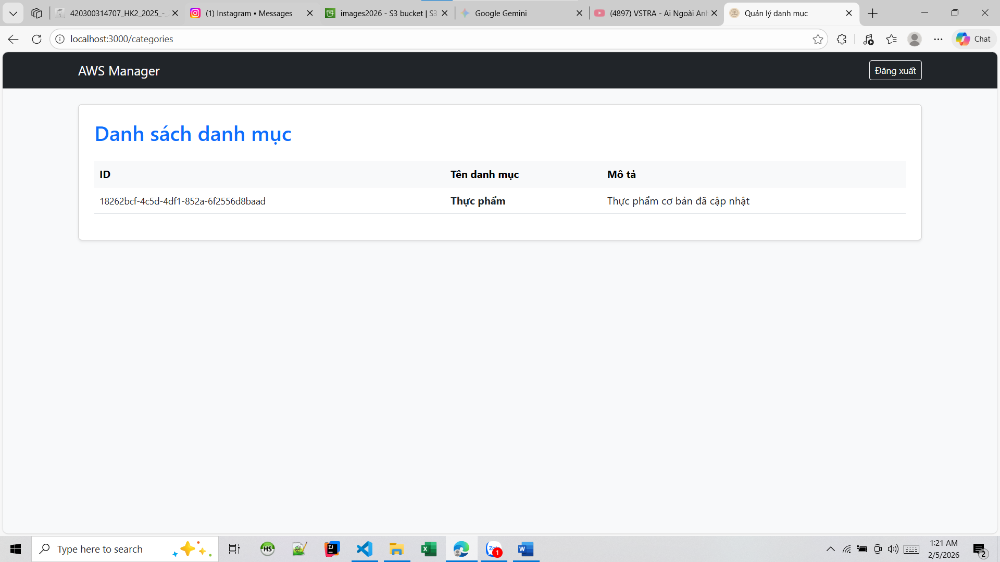 420300314707_HK2_2025_-_
(1) Instagram • Messages
images2026 - S3 bucket | S3
Google Gemini
(4897) VSTRA - Ai Ngoài Anh
Quản lý danh mục
localhost:3000/categories
Chat
AWS Manager
Đăng xuất
Danh sách danh mục
ID Tên danh mục Mô tả
18262bcf-4c5d-4df1-852a-6f2556d8baad Thực phẩm Thực phẩm cơ bản đã cập nhật
Type here to search
HS
IJ
1
1:21 AM
2/5/2026
2